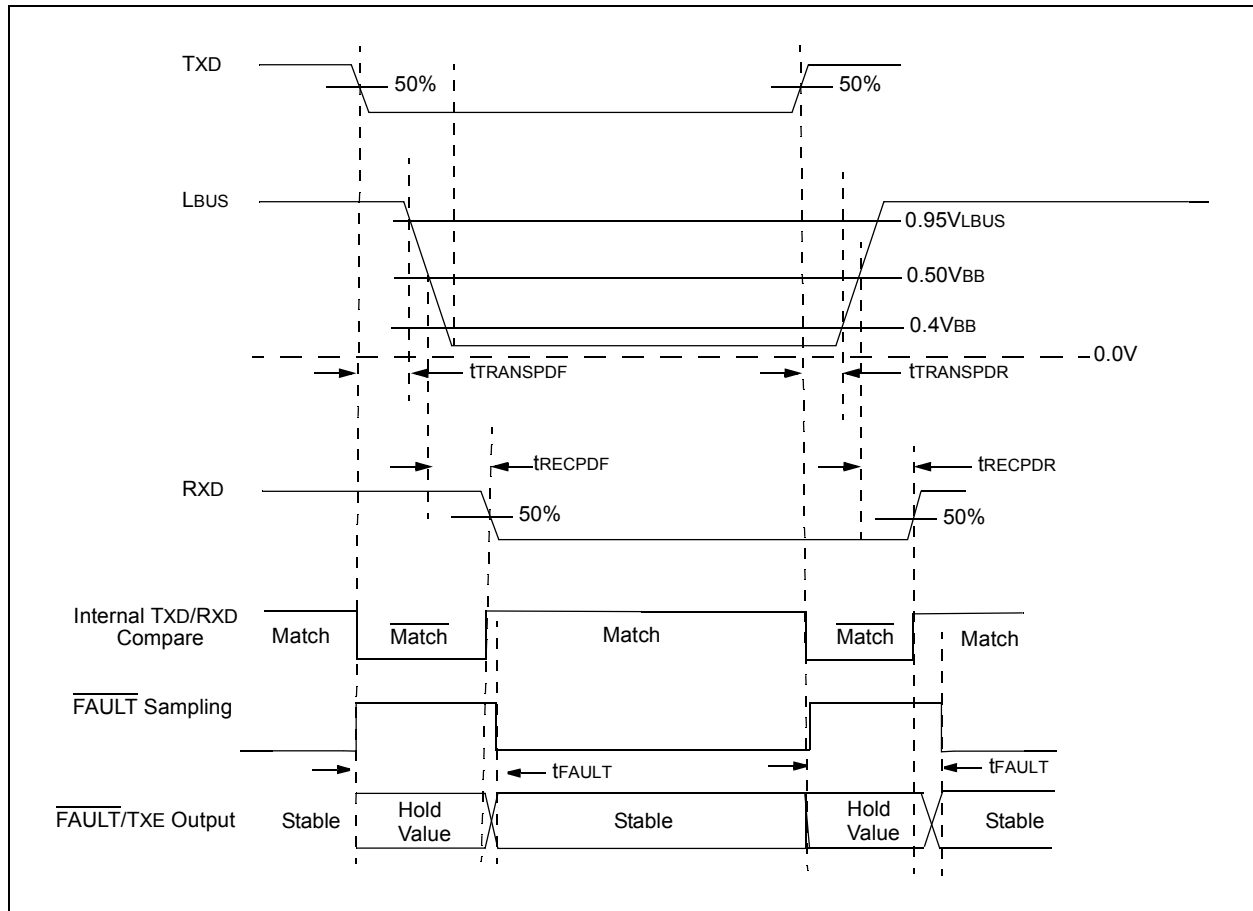 TXD
50%
50%
LBUS
0.95VLBUS
0.50VBB
0.4VBB
0.0V
tTRANSPDF
tTRANSPDR
tRECPDF
tRECPDR
RXD
50%
50%
Internal TXD/RXD
Compare
Match
Match
Match
Match
Match
FAULT Sampling
tFAULT
tFAULT
FAULT/TXE Output
Stable
Hold
Value
Stable
Hold
Value
Stable